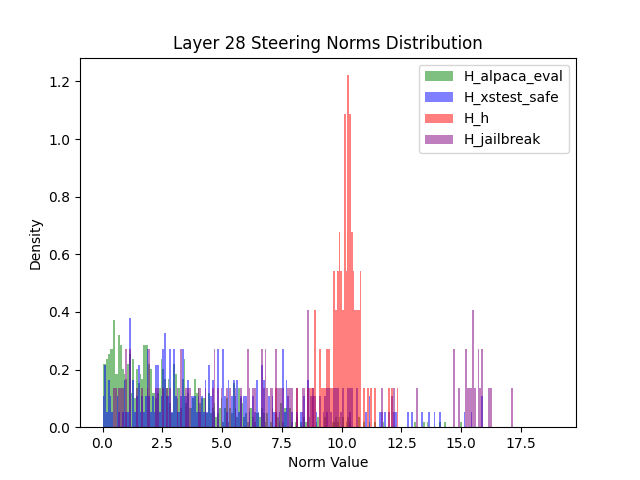 Layer 28 Steering Norms Distribution
H_alpaca_eval
H_xstest_safe
H_h
H_jailbreak
Density
1.2
1.0
0.8
0.6
0.4
0.2
0.0
0.0 2.5 5.0 7.5 10.0 12.5 15.0 17.5
Norm Value